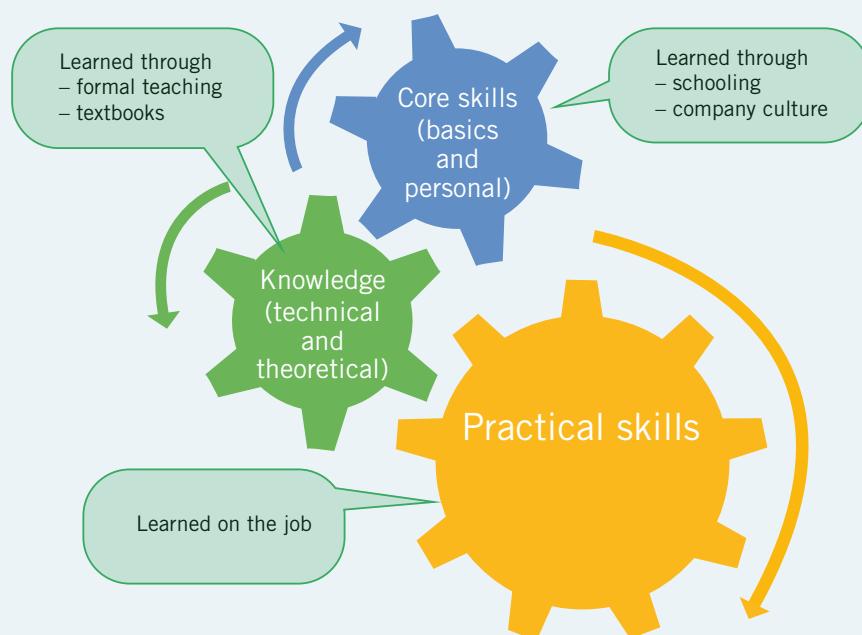 Learned through
– formal teaching
– textbooks
Core skills
(basics
and
personal)
Learned through
– schooling
– company culture
Knowledge
(technical
and
theoretical)
Practical skills
Learned on the job